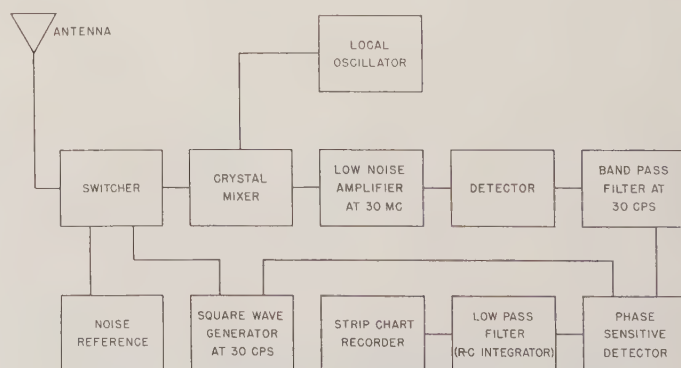 ANTENNA
LOCAL
OSCILLATOR
SWITCHER
CRYSTAL
MIXER
LOW NOISE
AMPLIFIER
AT 30 MC
DETECTOR
BAND PASS
FILTER AT
30 CPS
NOISE
REFERENCE
SQUARE WAVE
GENERATOR
AT 30 CPS
STRIP CHART
RECORDER
LOW PASS
FILTER
(R-C INTEGRATOR)
PHASE
SENSITIVE
DETECTOR